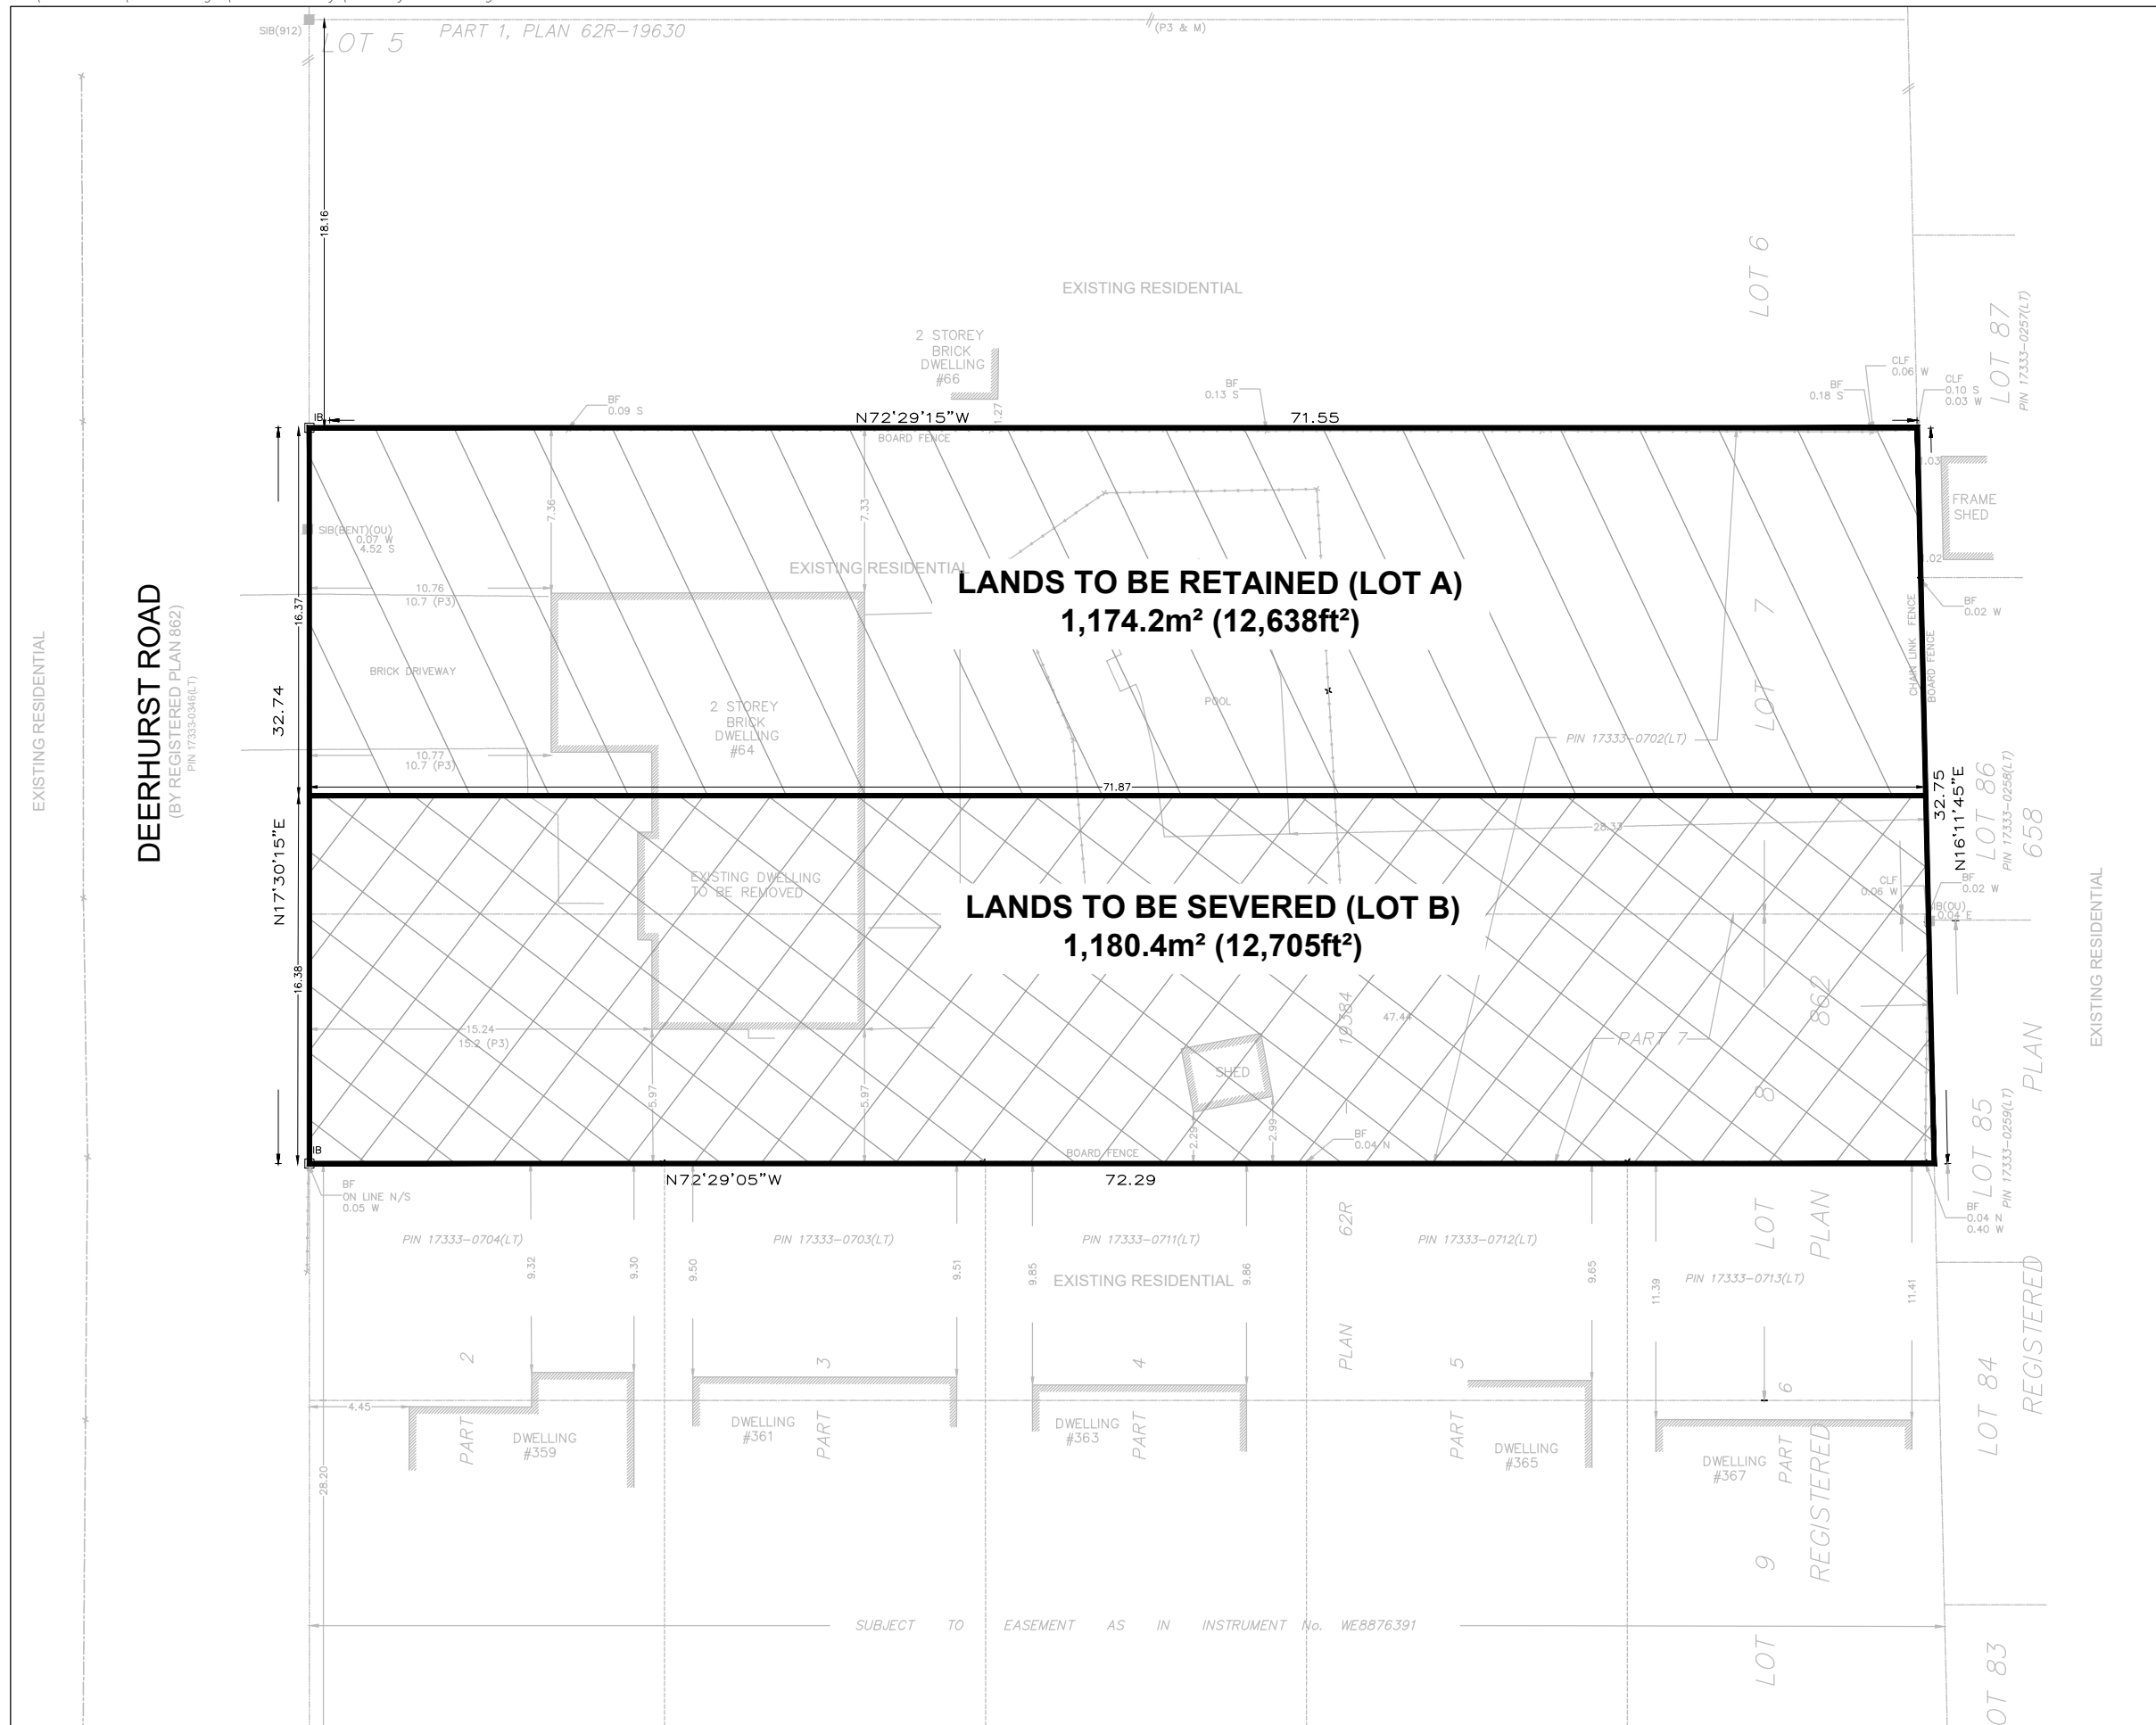 SIB(912)
LOT 5
PART 1, PLAN 62R-19630
(P3 & M)
18.16
LOT 6
EXISTING RESIDENTIAL
LOT 87
PIN 17333-0257(LT)
2 STOREY
BRICK
DWELLING
#66
1.27
BF
0.09 S
BF
0.13 S
BF
0.18 S
CLF
0.06 W
CLF
0.10 S
0.03 W
IB
N72°29'15"W
71.55
BOARD FENCE
1.03
FRAME
SHED
1.02
SIB(BENT)(OU)
0.07 W
4.52 S
7.36
7.33
EXISTING RESIDENTIAL
LANDS TO BE RETAINED (LOT A)
1,174.2m² (12,638ft²)
10.76
10.7 (P3)
16.37
BF
0.02 W
CHAIN LINK FENCE
BOARD FENCE
LOT 7
EXISTING RESIDENTIAL
DEERHURST ROAD
(BY REGISTERED PLAN 862)
PIN 17333-0346(LT)
32.74
BRICK DRIVEWAY
2 STOREY
BRICK
DWELLING
#64
POOL
PIN 17333-0702(LT)
10.77
10.7 (P3)
71.87
32.75
N16°11'45"E
LOT 86
PIN 17333-0258(LT)
658
28.33
N17°30'15"E
EXISTING DWELLING
TO BE REMOVED
LANDS TO BE SEVERED (LOT B)
1,180.4m² (12,705ft²)
CLF
0.06 W
BF
0.02 W
IB(OU)
0.04 E
EXISTING RESIDENTIAL
16.38
15.24
15.2 (P3)
19384
47.44
PART 7
862
PLAN
SHED
8
5.97
5.97
2.29
2.99
BF
0.04 N
BOARD FENCE
LOT 85
PIN 17333-0259(LT)
IB
N72°29'05"W
72.29
BF
ON LINE N/S
0.05 W
BF
0.04 N
0.40 W
PIN 17333-0704(LT)
PIN 17333-0703(LT)
PIN 17333-0711(LT)
62R
PIN 17333-0712(LT)
LOT
PLAN
9.32
9.30
9.50
9.51
9.85
EXISTING RESIDENTIAL
9.86
9.65
11.39
PIN 17333-0713(LT)
11.41
REGISTERED
PART 2
PART 3
PART 4
PLAN
PART 5
PART 6
LOT 84
4.45
DWELLING
#359
DWELLING
#361
DWELLING
#363
DWELLING
#365
DWELLING
#367
REGISTERED
28.20
LOT 9
SUBJECT TO EASEMENT AS IN INSTRUMENT No. WE8876391
OT 83